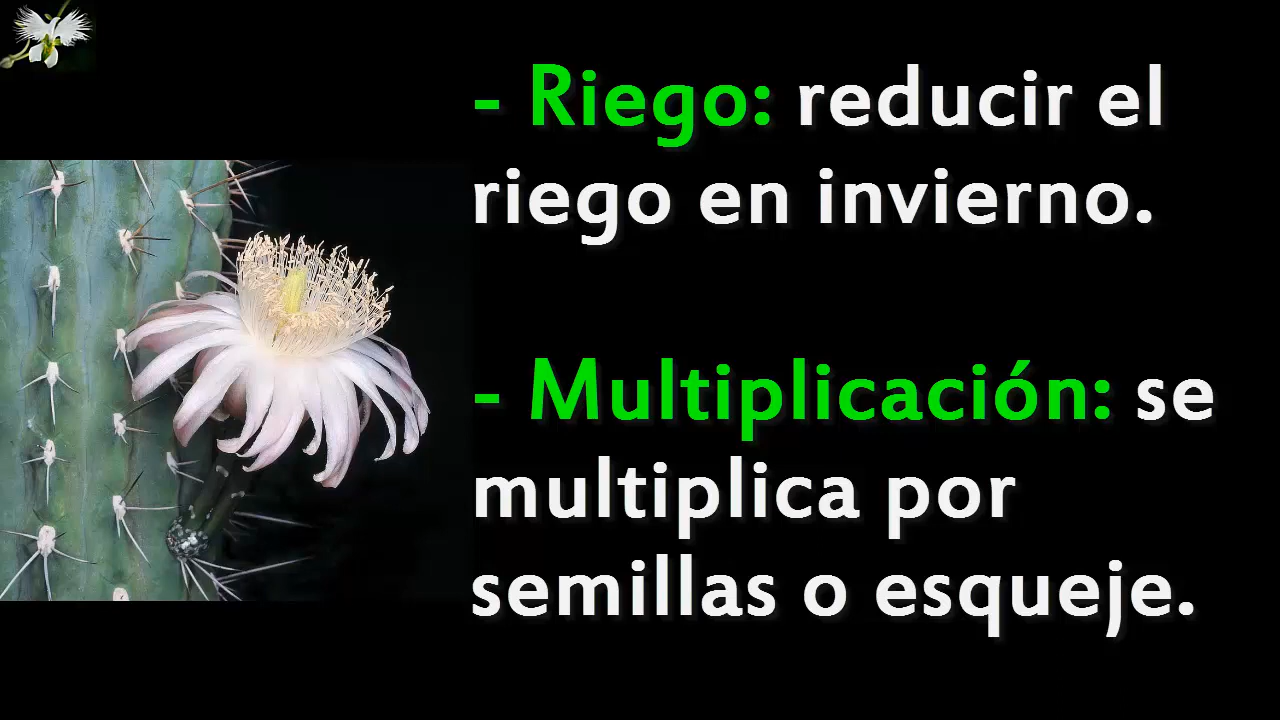 - Riego: reducir el
riego en invierno.
- Multiplicación: se
multiplica por
semillas o esqueje.